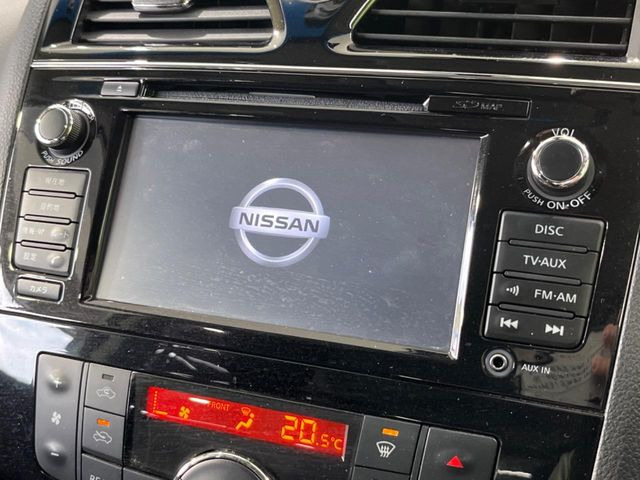 SD MAP
PUSH SOUND
VOL
PUSH ON-OFF
現在地
目的地
設定
カメラ
NISSAN
DISC
TV-AUX
FM-AM
AUX IN
FRONT
20.5℃